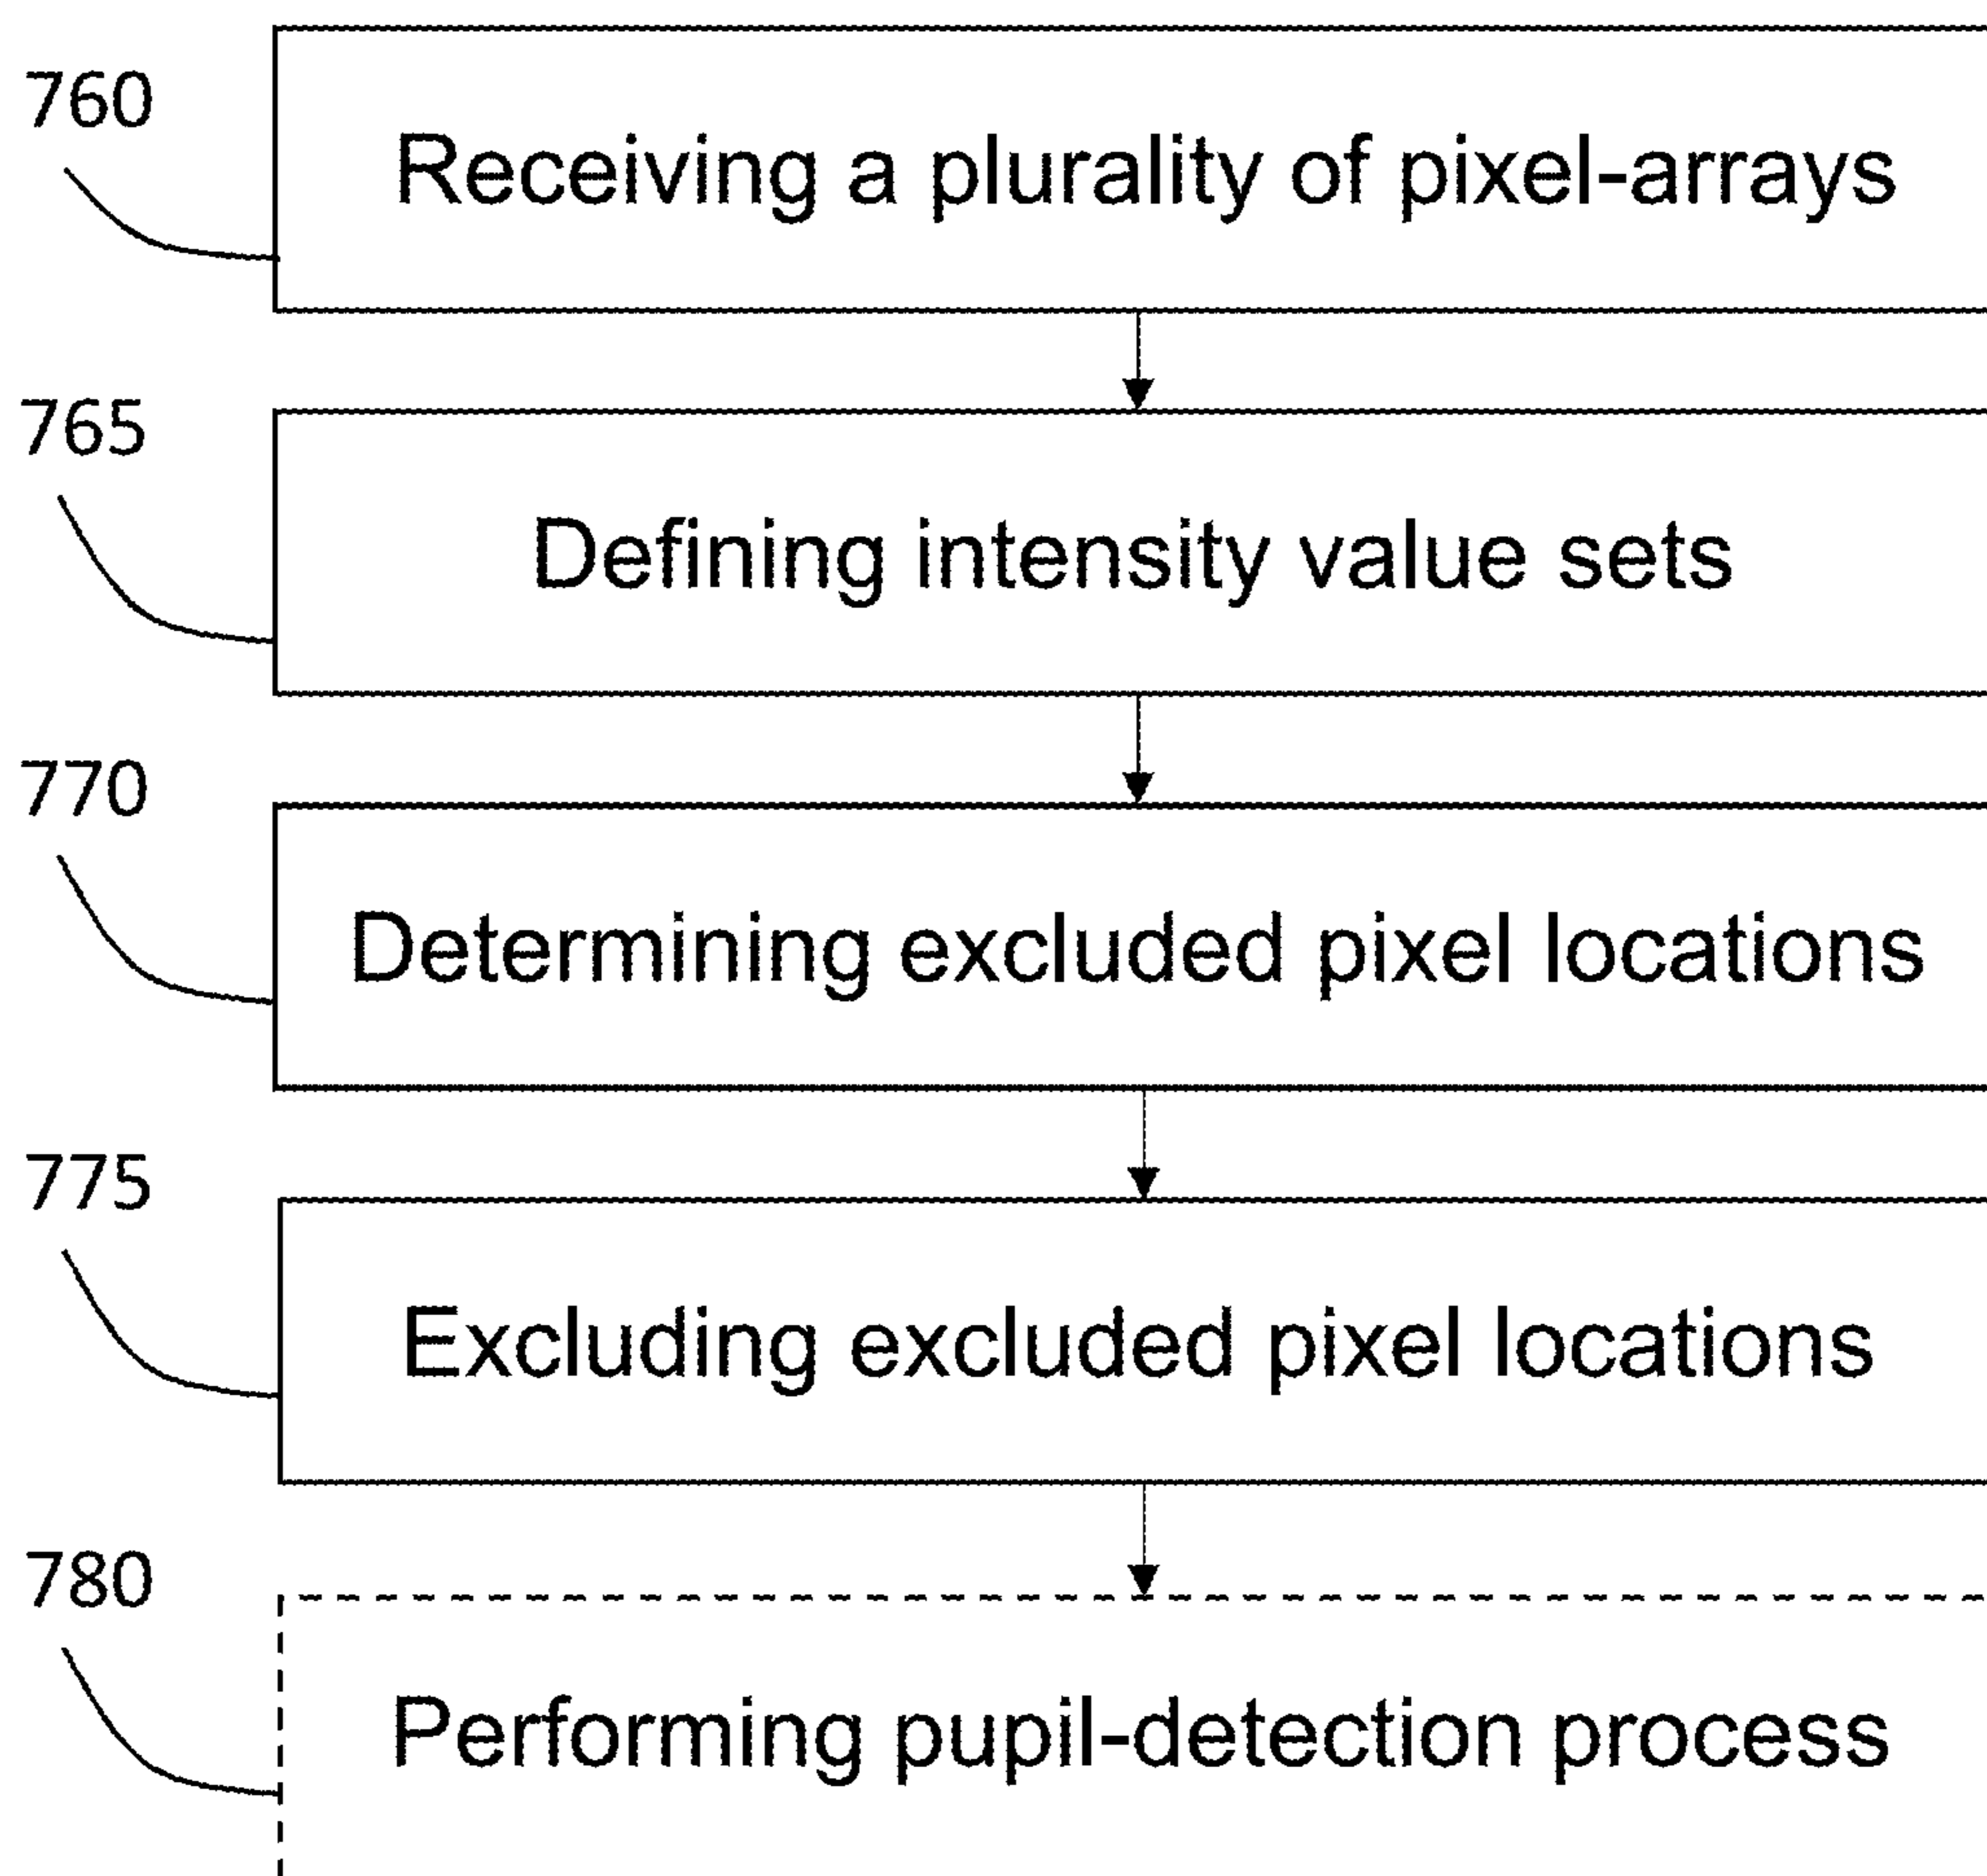 760
Receiving a plurality of pixel-arrays
765
Defining intensity value sets
770
Determining excluded pixel locations
775
Excluding excluded pixel locations
780
Performing pupil-detection process